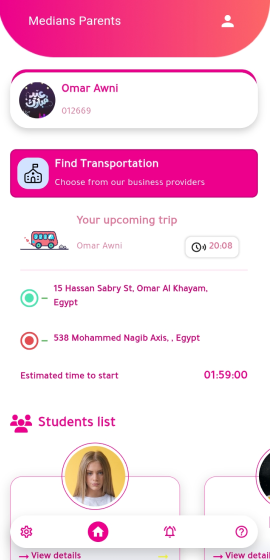 Medians Parents
Omar Awni
012669
Find Transportation
Choose from our business providers
Your upcoming trip
Omar Awni
20:08
15 Hassan Sabry St, Omar Al Khayam,
Egypt
538 Mohammed Nagib Axis, , Egypt
Estimated time to start
01:59:00
Students list
View details
View detai